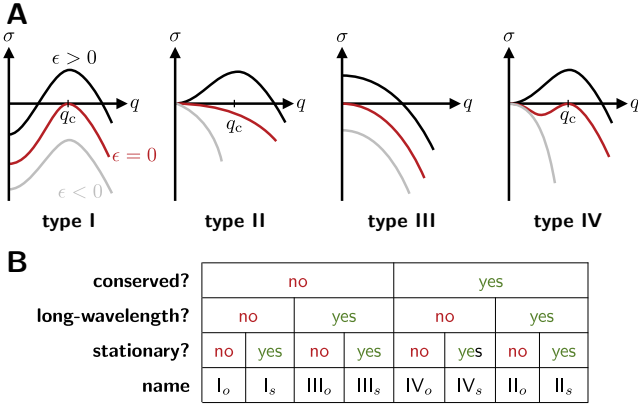 A
σ σ σ σ
ϵ > 0
q q q q
q_c q_c q_c
ϵ = 0
ϵ < 0
type I type II type III type IV
B
conserved? no yes
long-wavelength? no yes no yes
stationary? no yes no yes no yes no yes
name I_o I_s III_o III_s IV_o IV_s II_o II_s